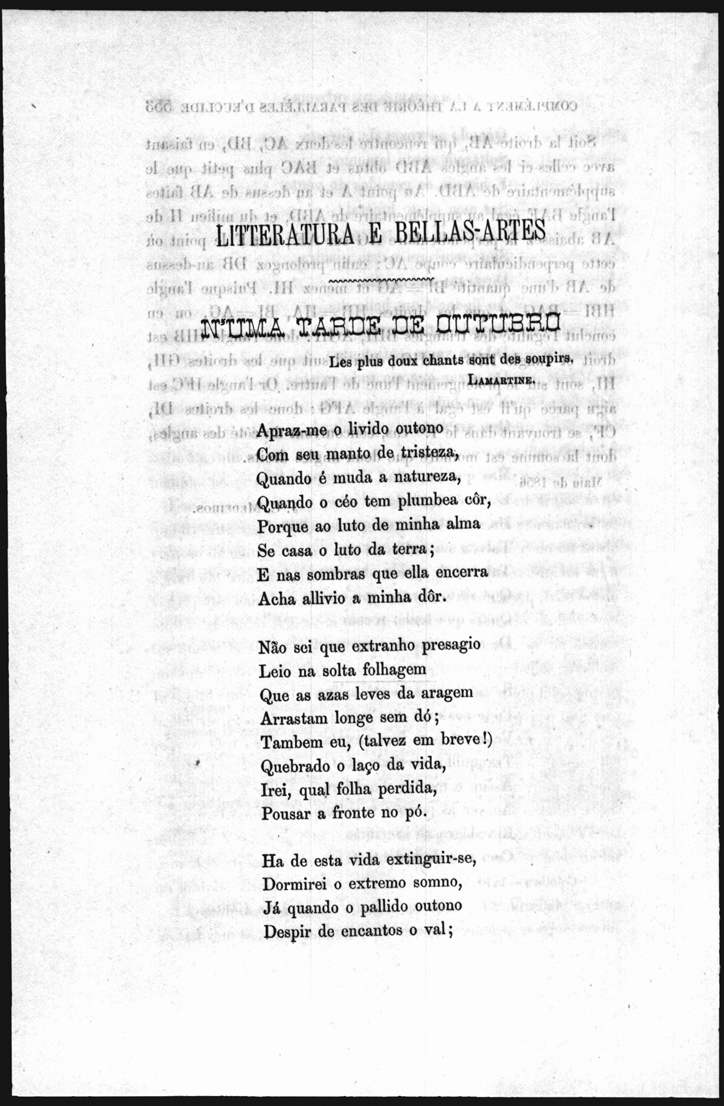 LITTERATURA E BELLAS-ARTES
N'UMA TARDE DE OUTUBRO
Les plus doux chants sont des soupirs.
LAMARTINE.
Apraz-me o livido outono
Com seu manto de tristeza,
Quando é muda a natureza,
Quando o céo tem plumbea côr,
Porque ao luto de minha alma
Se casa o luto da terra;
E nas sombras que ella encerra
Acha allivio a minha dôr.
Não sei que extranho presagio
Leio na solta folhagem
Que as azas leves da aragem
Arrastam longe sem dó;
Tambem eu, (talvez em breve!)
Quebrado o laço da vida,
Irei, qual folha perdida,
Pousar a fronte no pó.
Ha de esta vida extinguir-se,
Dormirei o extremo somno,
Já quando o pallido outono
Despir de encantos o val;